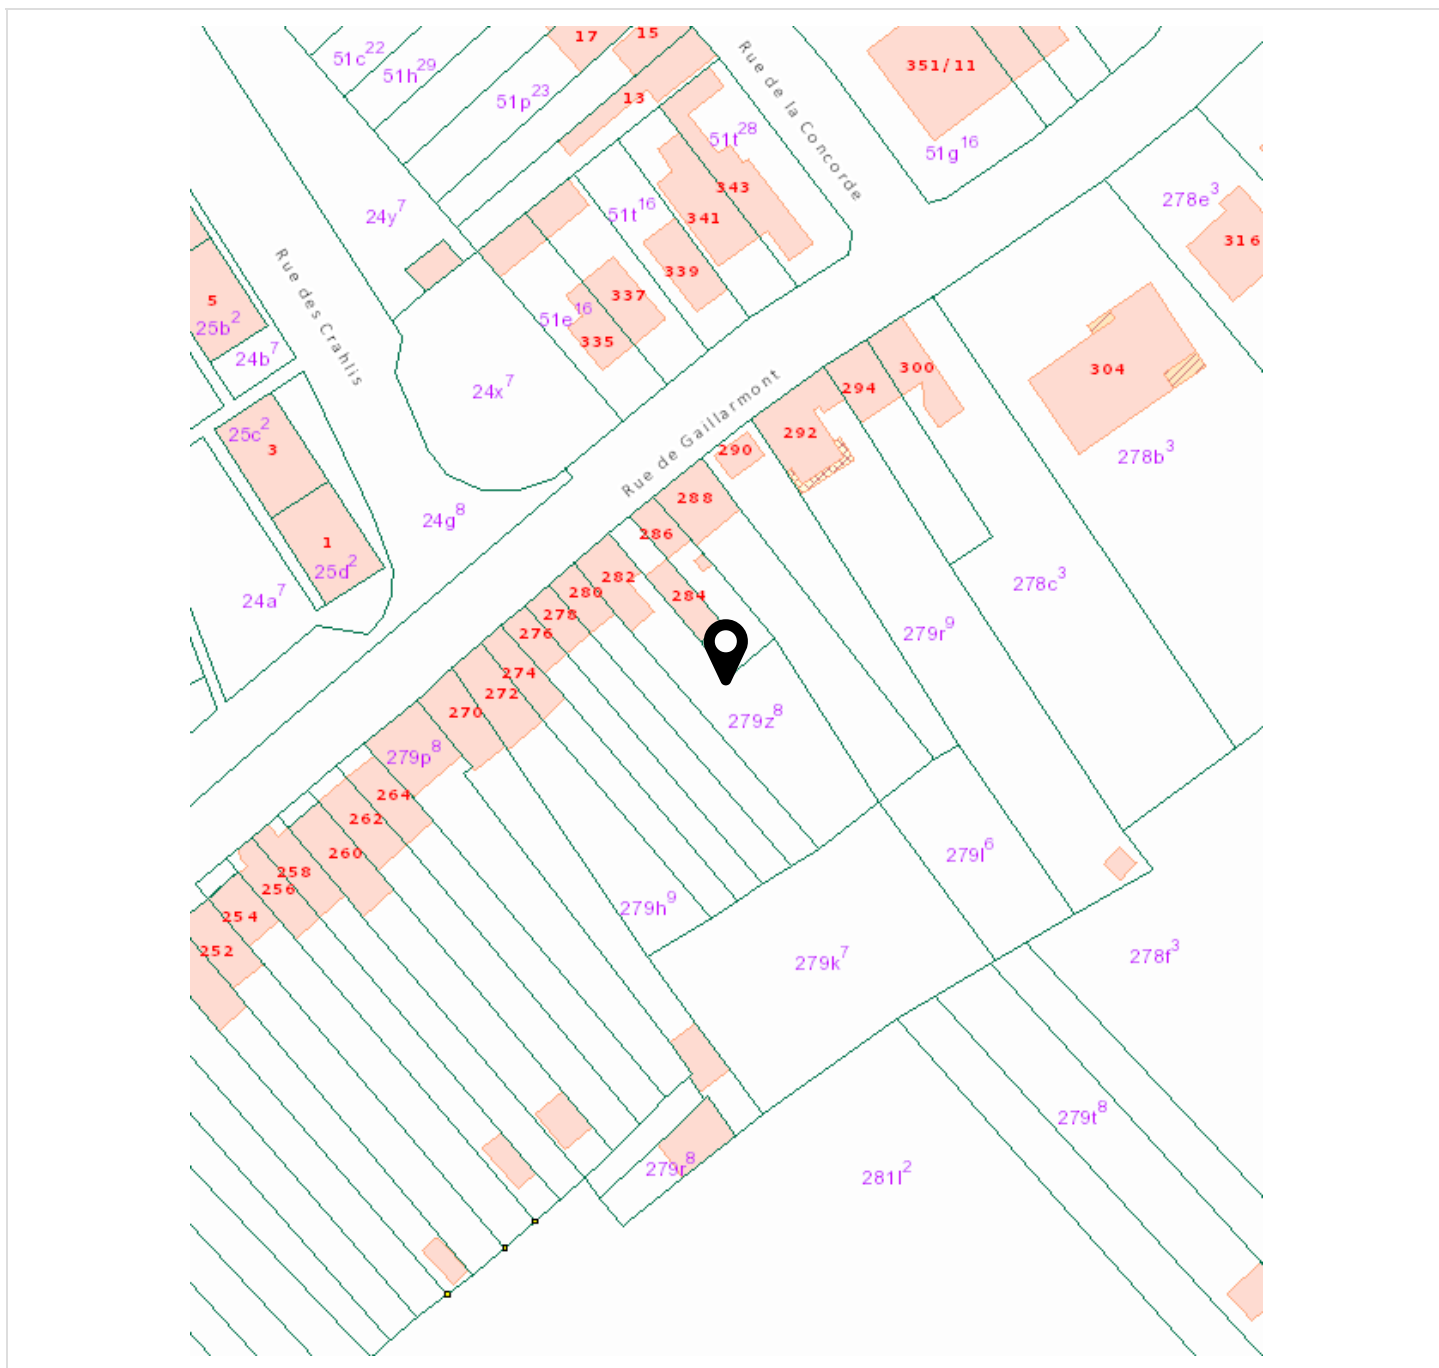 17
15
51c22
51h29
351/11
51p23
13
Rue de la Concorde
51t28
51g16
343
278e3
24y7
51t16
341
316
Rue des Crahlis
339
5
337
25b2
51e16
335
24b7
304
300
24x7
294
Rue de Gaillarmont
25c2
292
3
290
278b3
288
24g8
286
1
25d2
282
278c3
280
284
24a7
278
276
279r9
274
272
270
279z8
279p8
264
262
260
279l6
258
256
279h9
254
252
279k7
278f3
279t8
279r8
281l2